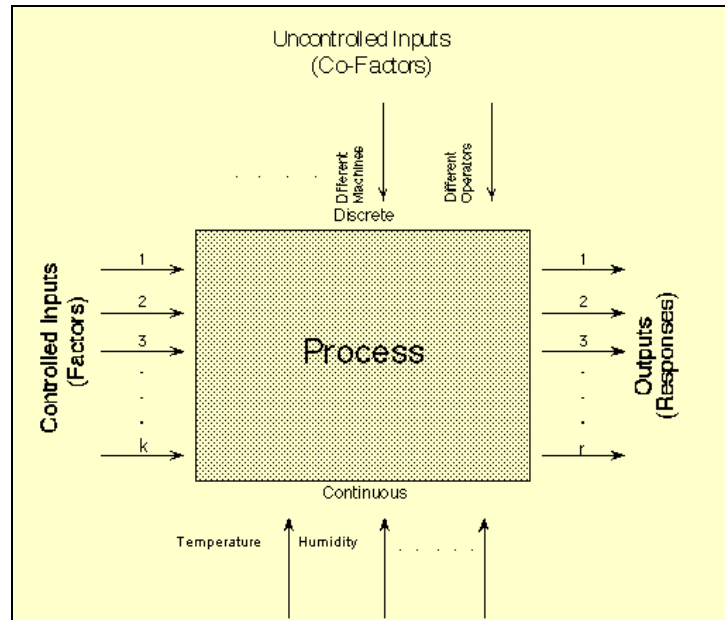 Uncontrolled Inputs
(Co-Factors)
Different
Machines
Different
Operators
Discrete
Controlled Inputs
(Factors)
1
2
3
k
Process
1
2
3
r
Outputs
(Responses)
Continuous
Temperature
Humidity